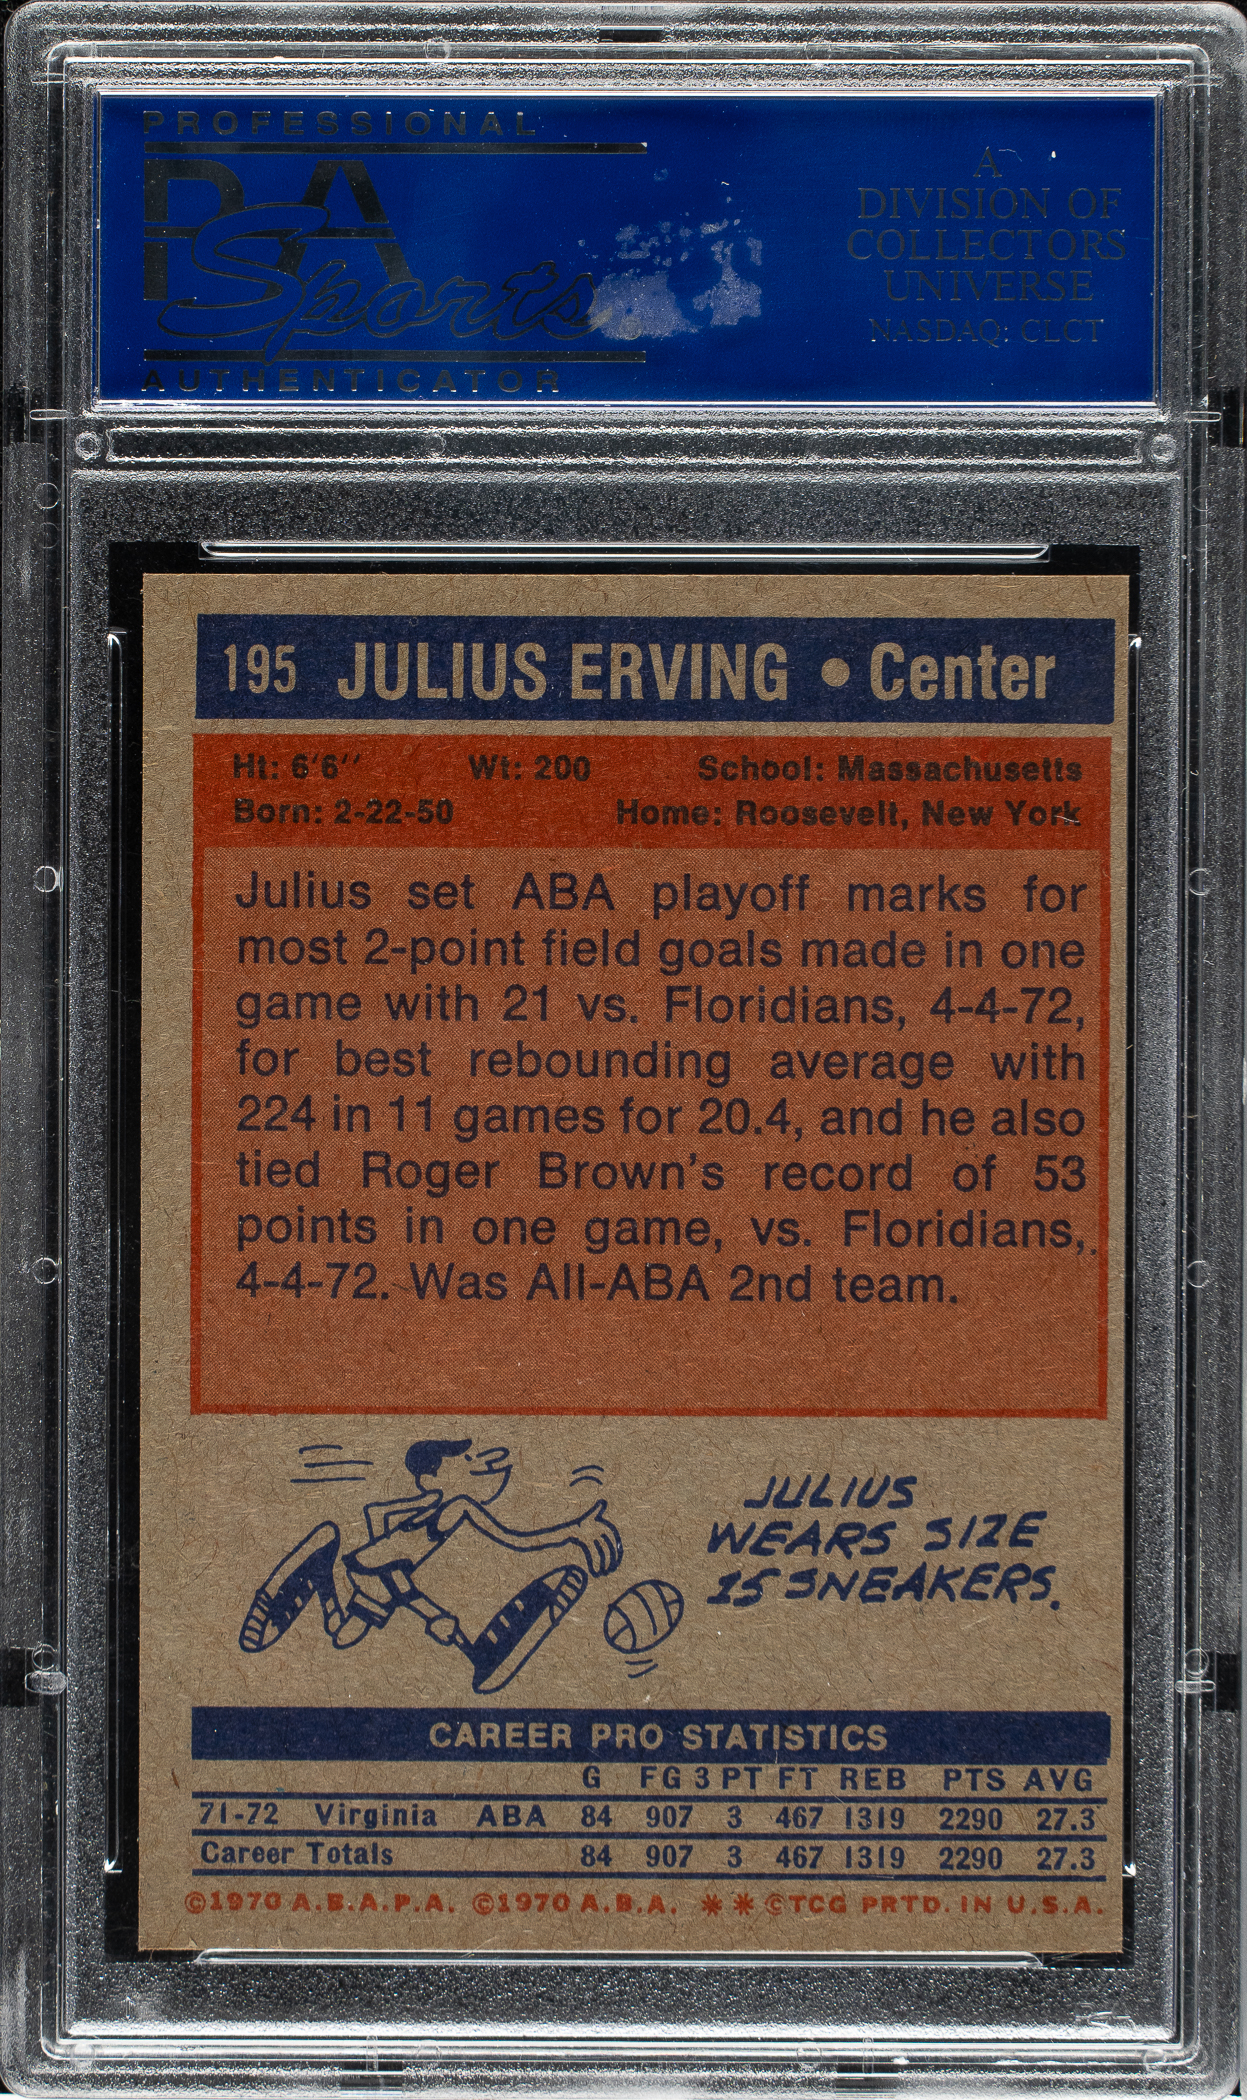 PROFESSIONAL
PSA
Sports
AUTHENTICATOR
A
DIVISION OF
COLLECTORS
UNIVERSE
NASDAQ: CLCT
195 JULIUS ERVING • Center
Ht: 6'6'' Wt: 200 School: Massachusetts
Born: 2-22-50 Home: Roosevelt, New York
Julius set ABA playoff marks for
most 2-point field goals made in one
game with 21 vs. Floridians, 4-4-72,
for best rebounding average with
224 in 11 games for 20.4, and he also
tied Roger Brown's record of 53
points in one game, vs. Floridians,
4-4-72. Was All-ABA 2nd team.
JULIUS
WEARS SIZE
15 SNEAKERS.
CAREER PRO STATISTICS
G FG 3 PT FT REB PTS AVG
71-72 Virginia ABA 84 907 3 467 1319 2290 27.3
Career Totals 84 907 3 467 1319 2290 27.3
©1970 A.B.A.P.A. ©1970 A.B.A. ** ©TCG PRTD. IN U.S.A.